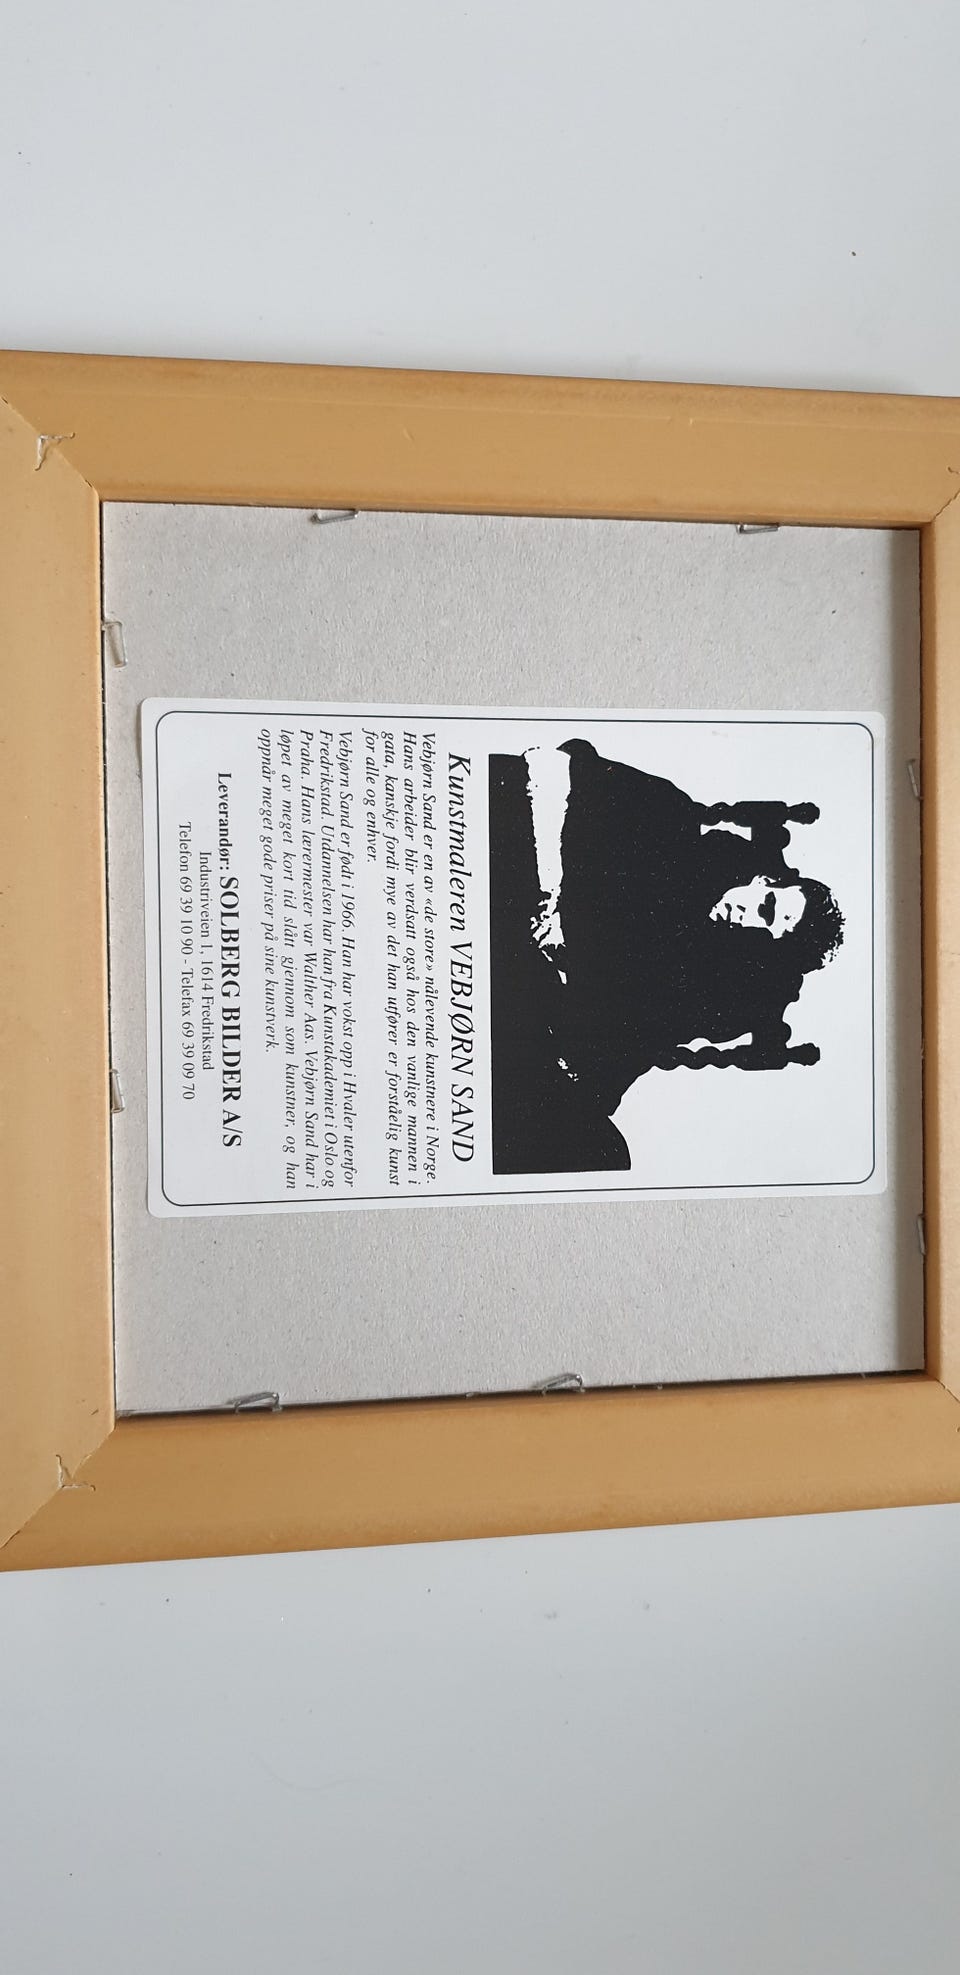 Kunstmaleren VEBJØRN SAND
Vebjørn Sand er en av «de store» nålevende kunstnere i Norge.
Hans arbeider blir verdsatt også hos den vanlige mannen i
gata, kanskje fordi mye av det han utfører er forståelig kunst
for alle og enhver.
Vebjørn Sand er født i 1966. Han har vokst opp i Hvaler utenfor
Fredrikstad. Utdannelsen har han fra Kunstakademiet i Oslo og
Praha. Hans læremester var Walther Aas. Vebjørn Sand har i
løpet av meget kort tid slått gjennom som kunstner, og han
oppnår meget gode priser på sine kunstverk.
Leverandør: SOLBERG BILDER A/S
Industriveien 1, 1614 Fredrikstad
Telefon 69 39 10 90 - Telefax 69 39 09 70